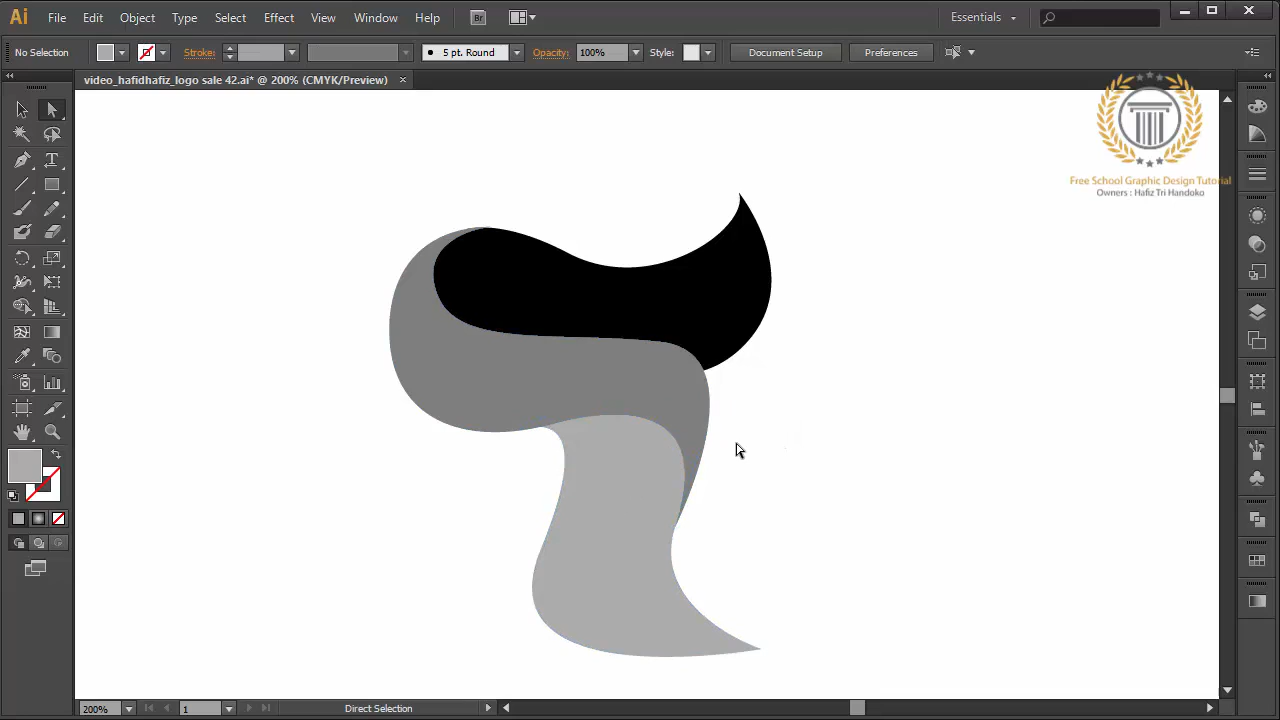 Ai File Edit Object Type Select Effect View Window Help Br Essentials
No Selection Stroke: 5 pt. Round Opacity: 100% Style: Document Setup Preferences
video_hafidhafiz_logo sale 42.ai* @ 200% (CMYK/Preview) ×
Free School Graphic Design Tutorial
Owners : Hafiz Tri Handoko
T
200% 1 Direct Selection